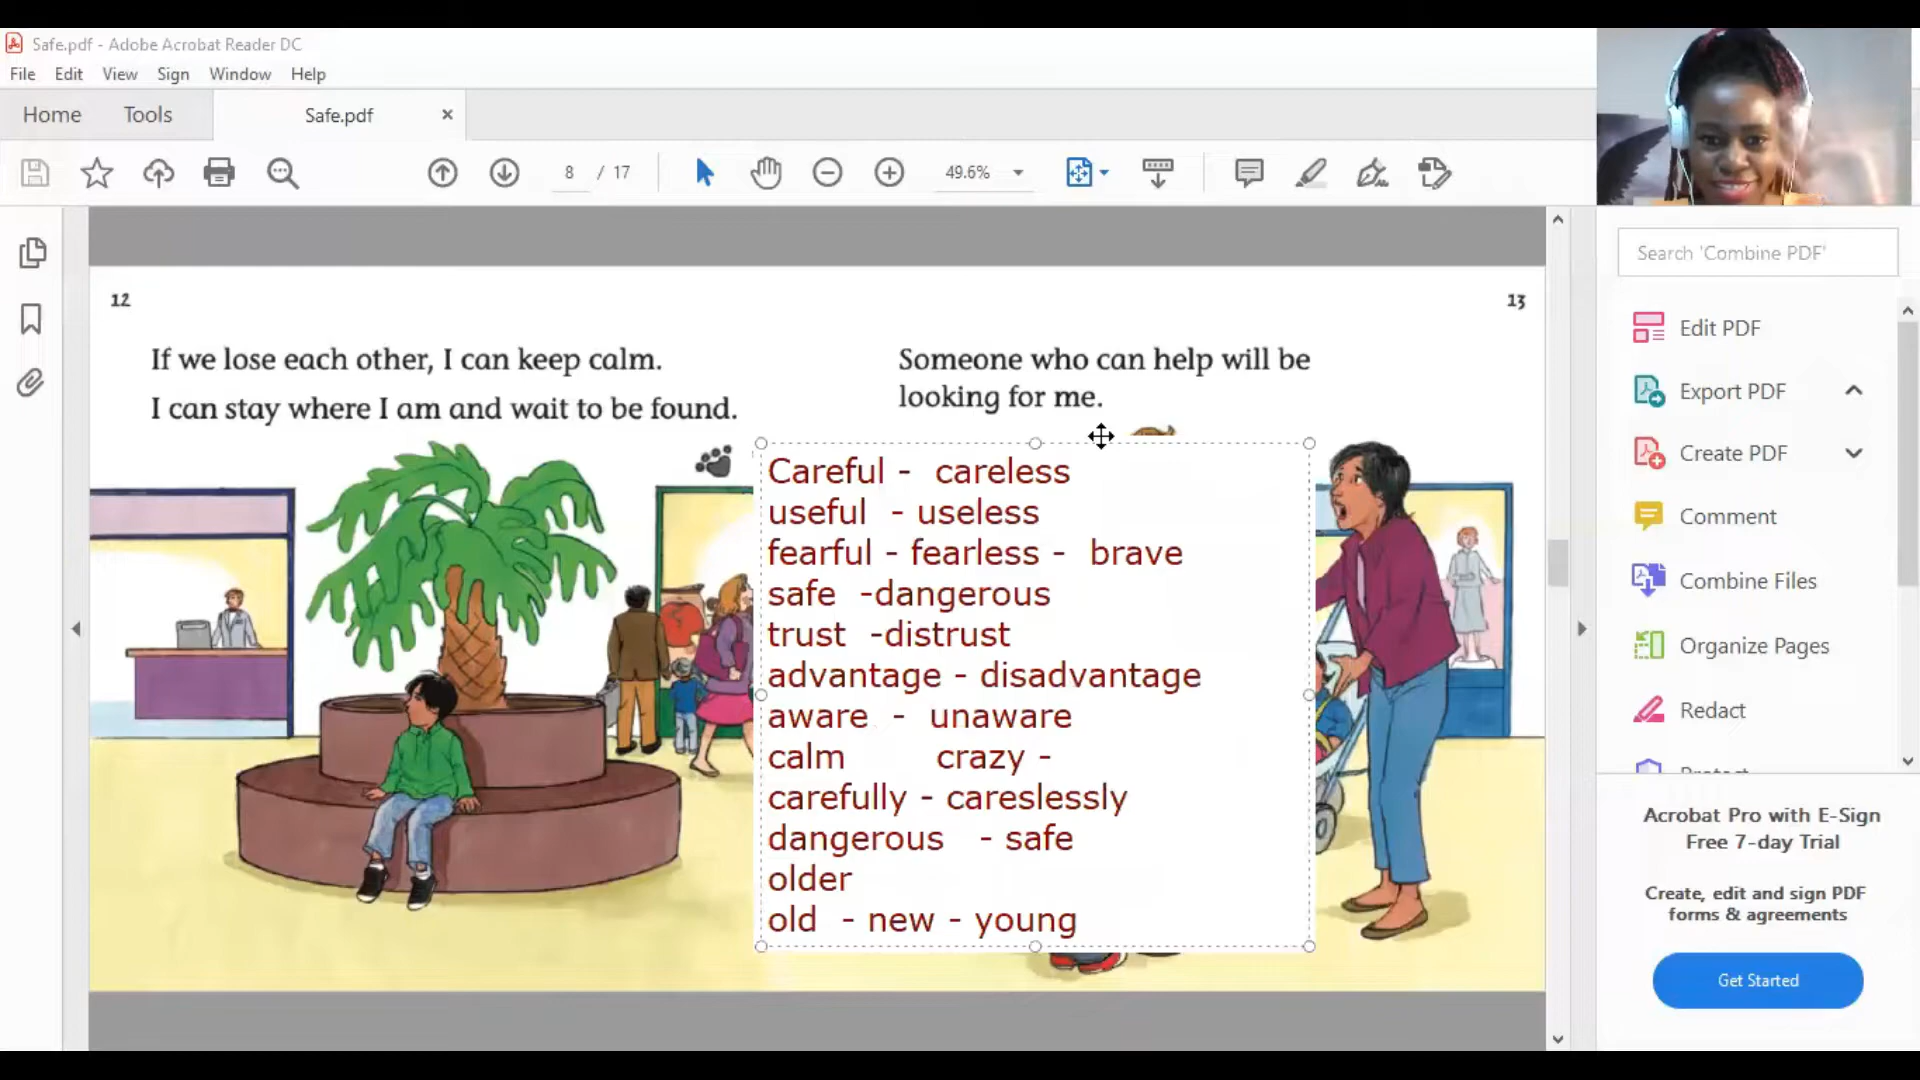 Safe.pdf - Adobe Acrobat Reader DC
File Edit View Sign Window Help
Home Tools Safe.pdf ×
8 / 17 49.6%
Search 'Combine PDF'
12
13
If we lose each other, I can keep calm.
I can stay where I am and wait to be found.
Someone who can help will be
looking for me.
Careful - careless
useful - useless
fearful - fearless - brave
safe -dangerous
trust -distrust
advantage - disadvantage
aware - unaware
calm crazy -
carefully - careslessly
dangerous - safe
older
old - new - young
Edit PDF
Export PDF
Create PDF
Comment
Combine Files
Organize Pages
Redact
Acrobat Pro with E-Sign
Free 7-day Trial
Create, edit and sign PDF
forms & agreements
Get Started